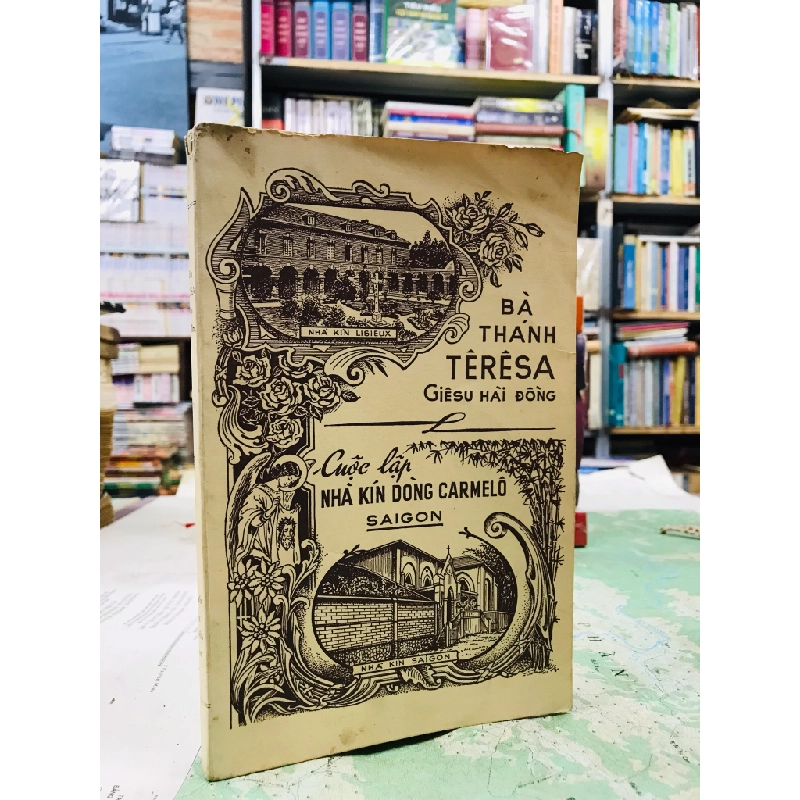 NHÀ KÍN LISIEUX
BÀ
THÁNH
TÊRÊSA
GIÊSU HÀI ĐỒNG
Cuộc lập
NHÀ KÍN DÒNG CARMELÔ
SAIGON
NHÀ KÍN SAIGON